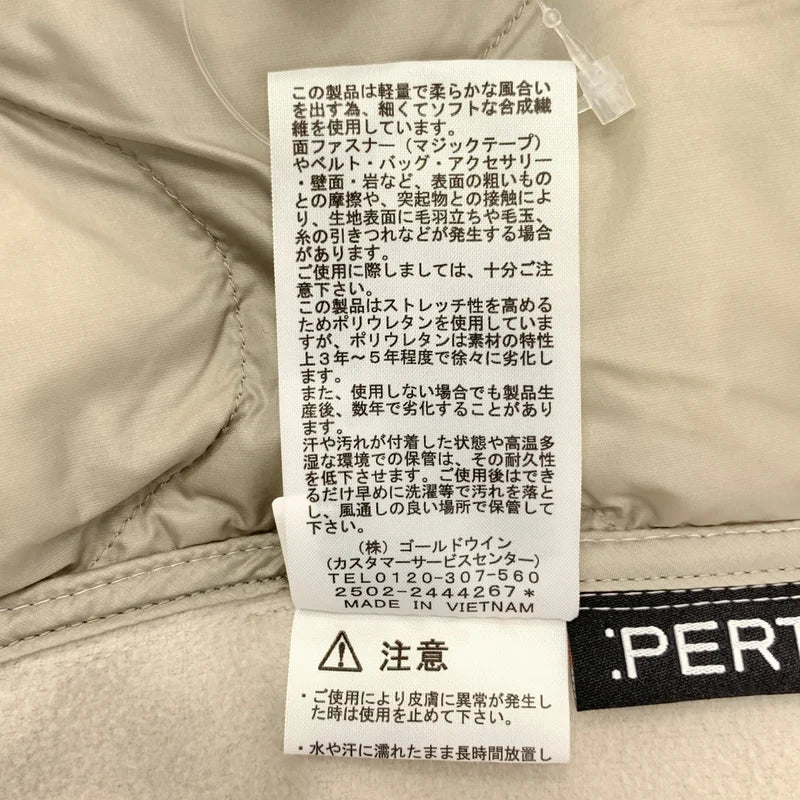 この製品は軽量で柔らかな風合い
を出す為、細くてソフトな合成繊
維を使用しています。
面ファスナー（マジックテープ）
やベルト・バッグ・アクセサリー
・壁面・岩など、表面の粗いもの
との摩擦や、突起物との接触によ
り、生地表面に毛羽立ちや毛玉、
糸の引きつれなどが発生する場合
があります。
ご使用に際しましては、十分ご注
意下さい。
この製品はストレッチ性を高める
ためポリウレタンを使用していま
すが、ポリウレタンは素材の特性
上３年～５年程度で徐々に劣化し
ます。
また、使用しない場合でも製品生
産後、数年で劣化することがあり
ます。
汗や汚れが付着した状態や高温多
湿な環境での保管は、その耐久性
を低下させます。ご使用後はでき
るだけ早めに洗濯等で汚れを落と
し、風通しの良い場所で保管して
下さい。
（株）ゴールドウイン
（カスタマーサービスセンター）
TEL0120-307-560
2502-2444267*
MADE IN VIETNAM
:PERT
注意
・ご使用により皮膚に異常が発生し
た時は使用を止めて下さい。
・水や汗に濡れたまま長時間放置し